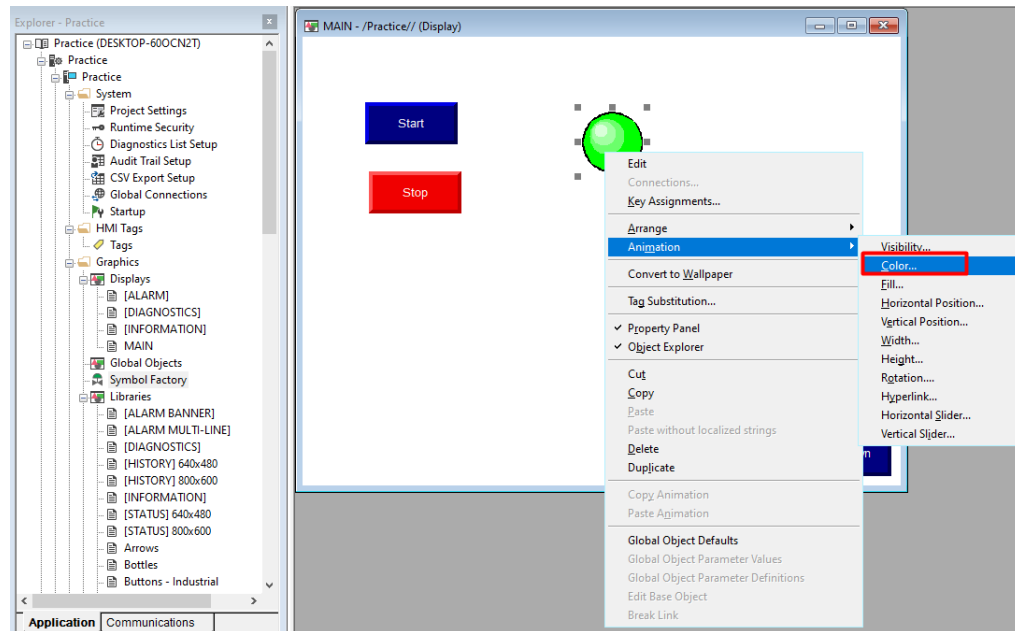 Explorer - Practice
Practice (DESKTOP-60OCN2T)
Practice
Practice
System
Project Settings
Runtime Security
Diagnostics List Setup
Audit Trail Setup
CSV Export Setup
Global Connections
Startup
HMI Tags
Tags
Graphics
Displays
[ALARM]
[DIAGNOSTICS]
[INFORMATION]
MAIN
Global Objects
Symbol Factory
Libraries
[ALARM BANNER]
[ALARM MULTI-LINE]
[DIAGNOSTICS]
[HISTORY] 640x480
[HISTORY] 800x600
[INFORMATION]
[STATUS] 640x480
[STATUS] 800x600
Arrows
Bottles
Buttons - Industrial
Application
Communications
MAIN - /Practice// (Display)
Start
Stop
Edit
Connections...
Key Assignments...
Arrange
Animation
Convert to Wallpaper
Tag Substitution...
Property Panel
Object Explorer
Cut
Copy
Paste
Paste without localized strings
Delete
Duplicate
Copy Animation
Paste Animation
Global Object Defaults
Global Object Parameter Values
Global Object Parameter Definitions
Edit Base Object
Break Link
Visibility...
Color...
Fill...
Horizontal Position...
Vertical Position...
Width...
Height...
Rotation....
Hyperlink...
Horizontal Slider...
Vertical Slider...